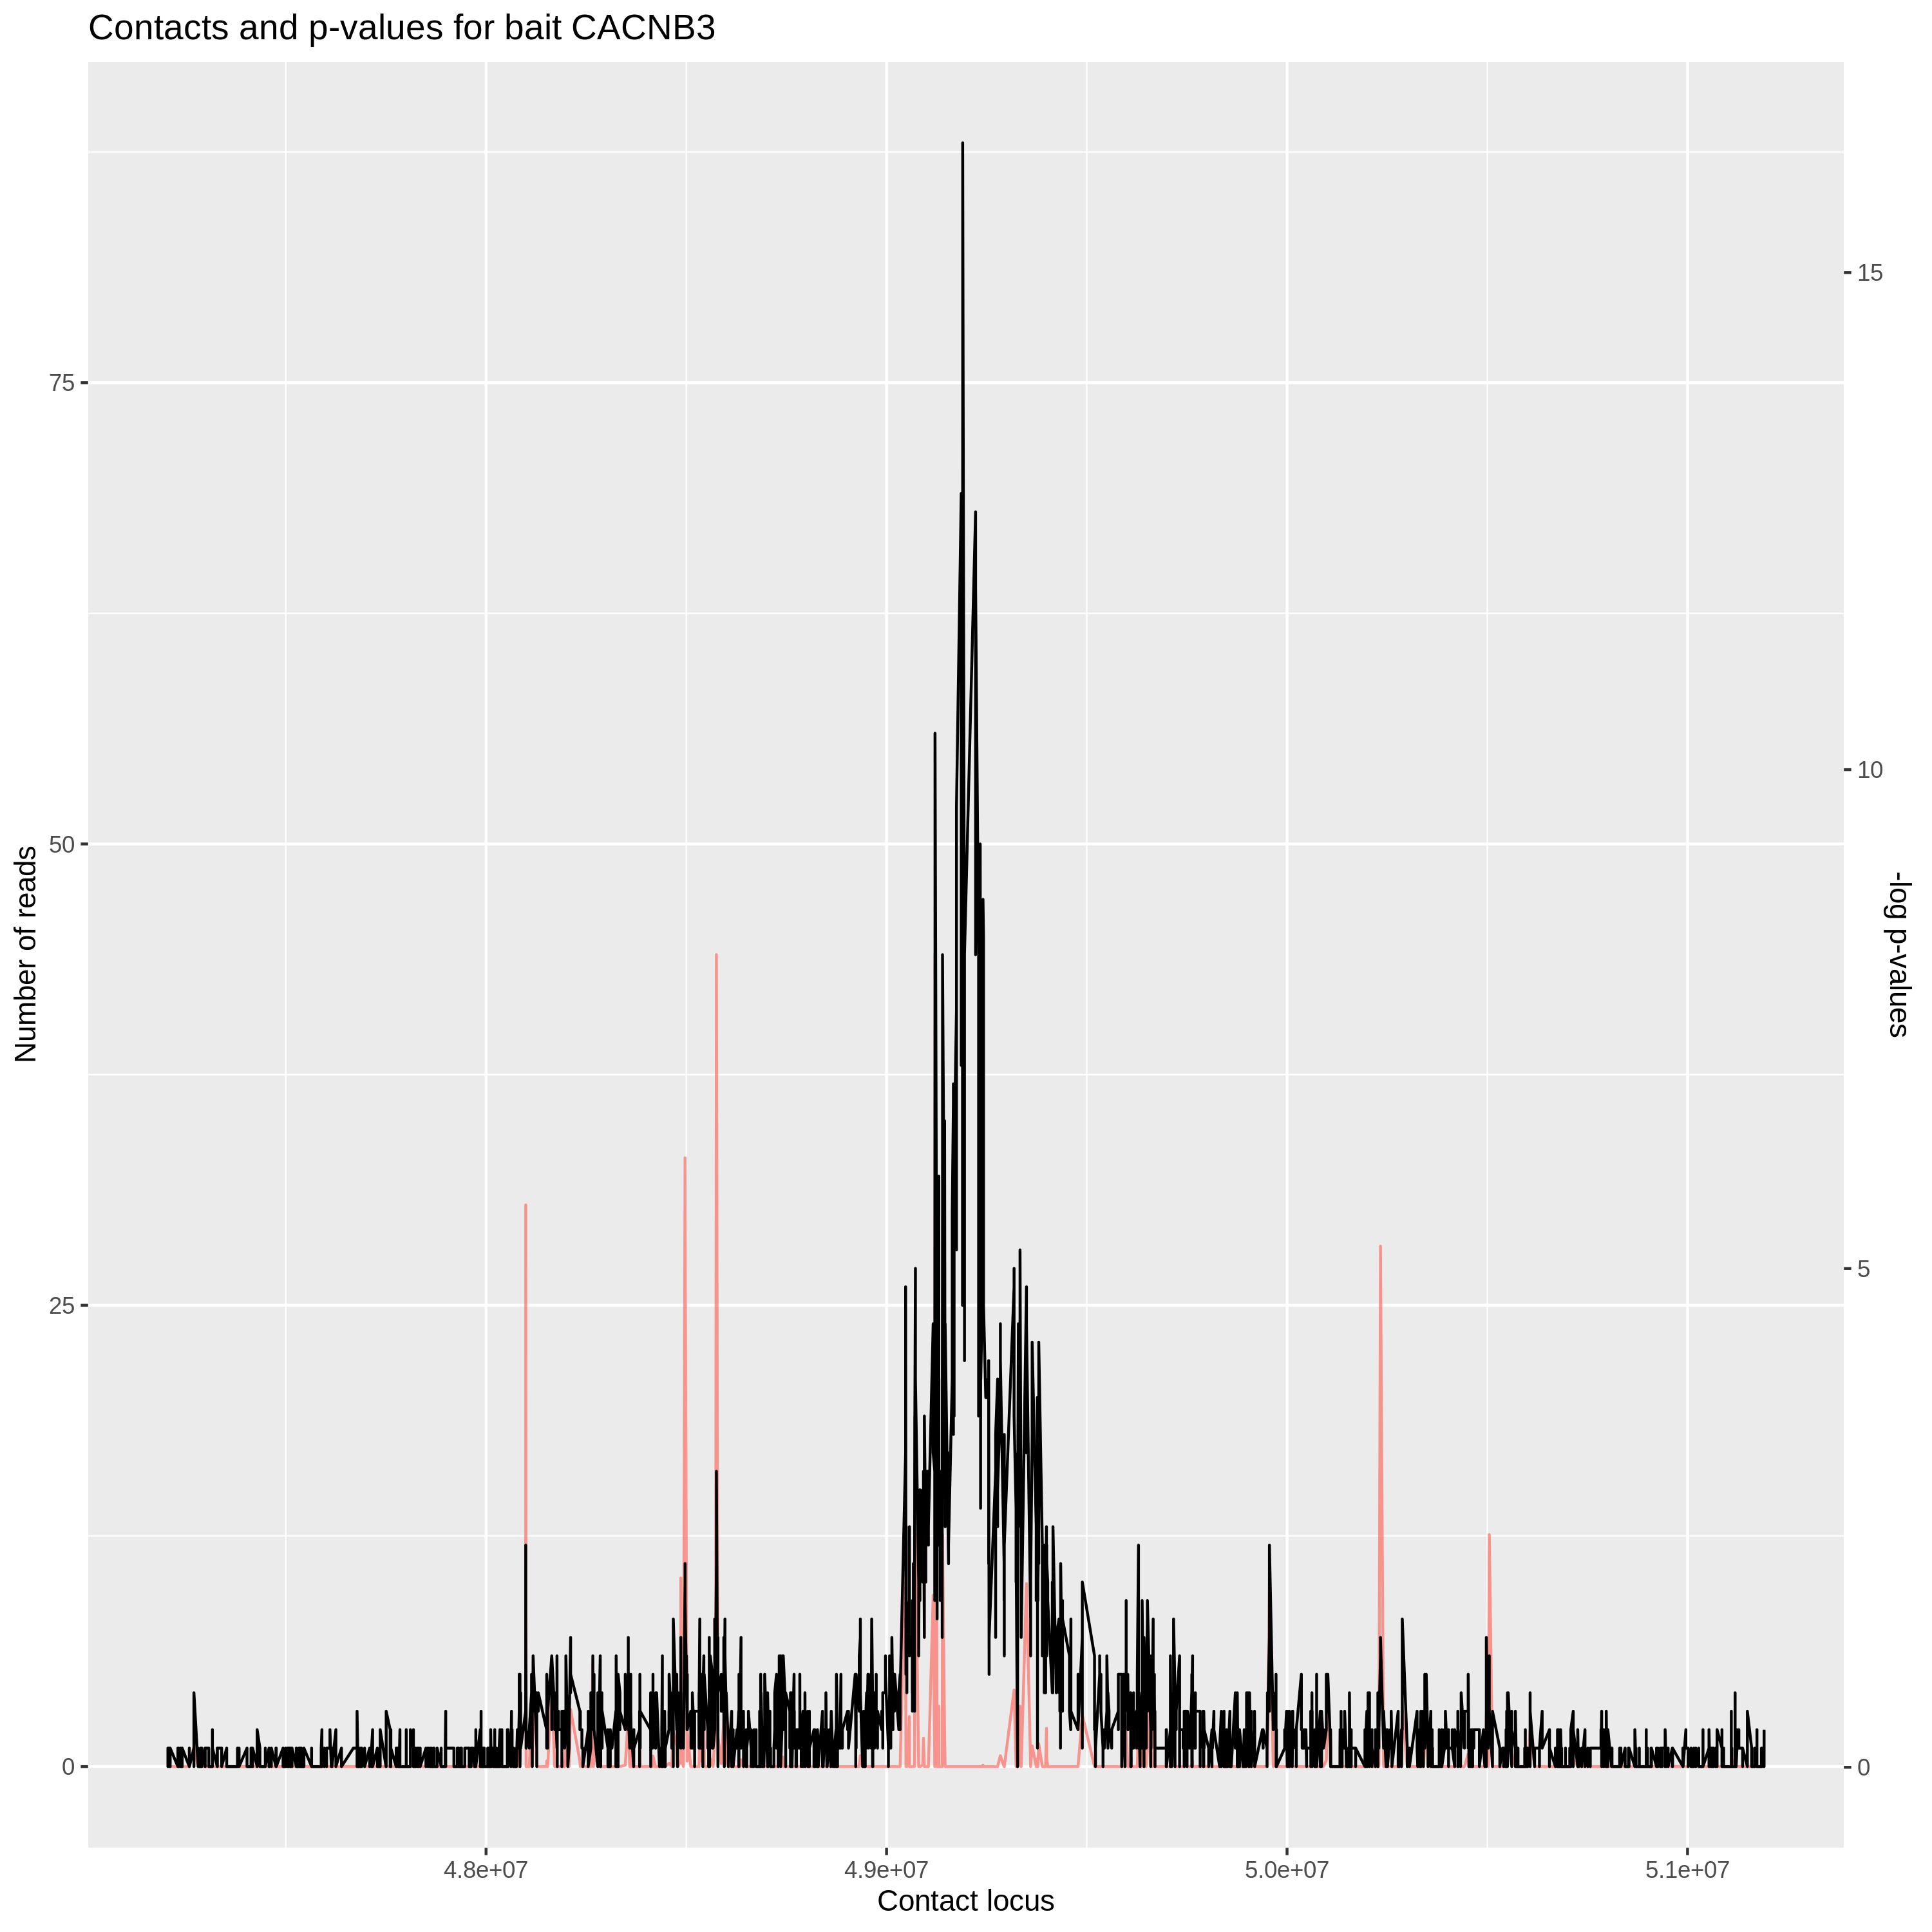 Contacts and p-values for bait CACNB3
Number of reads
75
50
25
0
15
10
5
0
-log p-values
4.8e+07
4.9e+07
5.0e+07
5.1e+07
Contact locus